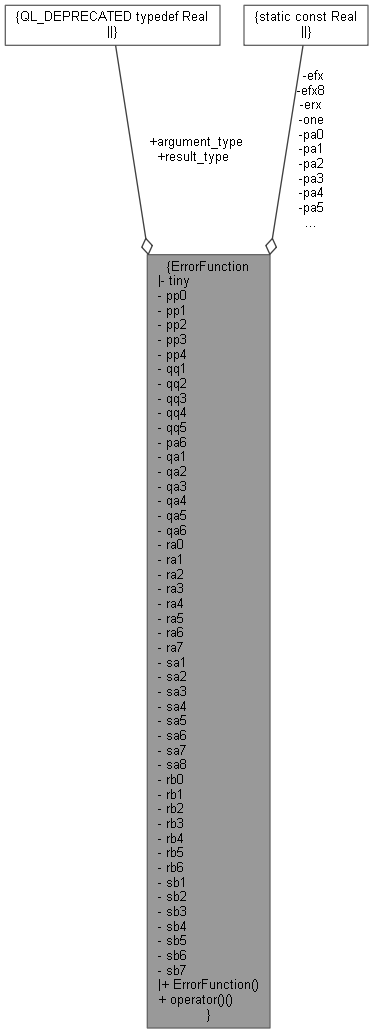 {QL_DEPRECATED typedef Real
||}
{static const Real
||}
-efx
-efx8
-erx
-one
-pa0
-pa1
-pa2
-pa3
-pa4
-pa5
...
+argument_type
+result_type
{ErrorFunction
|- tiny
- pp0
- pp1
- pp2
- pp3
- pp4
- qq1
- qq2
- qq3
- qq4
- qq5
- pa6
- qa1
- qa2
- qa3
- qa4
- qa5
- qa6
- ra0
- ra1
- ra2
- ra3
- ra4
- ra5
- ra6
- ra7
- sa1
- sa2
- sa3
- sa4
- sa5
- sa6
- sa7
- sa8
- rb0
- rb1
- rb2
- rb3
- rb4
- rb5
- rb6
- sb1
- sb2
- sb3
- sb4
- sb5
- sb6
- sb7
|+ ErrorFunction()
+ operator()()
}